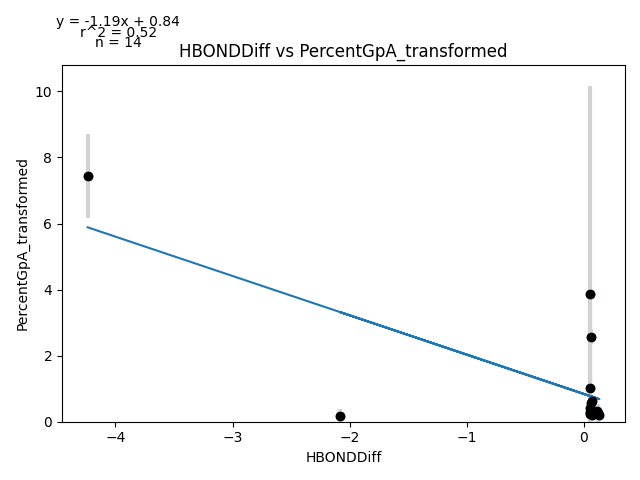 y = -1.19x + 0.84
r^2 = 0.52
n = 14
HBONDDiff vs PercentGpA_transformed
PercentGpA_transformed
10
8
6
4
2
0
−4
−3
−2
−1
0
HBONDDiff